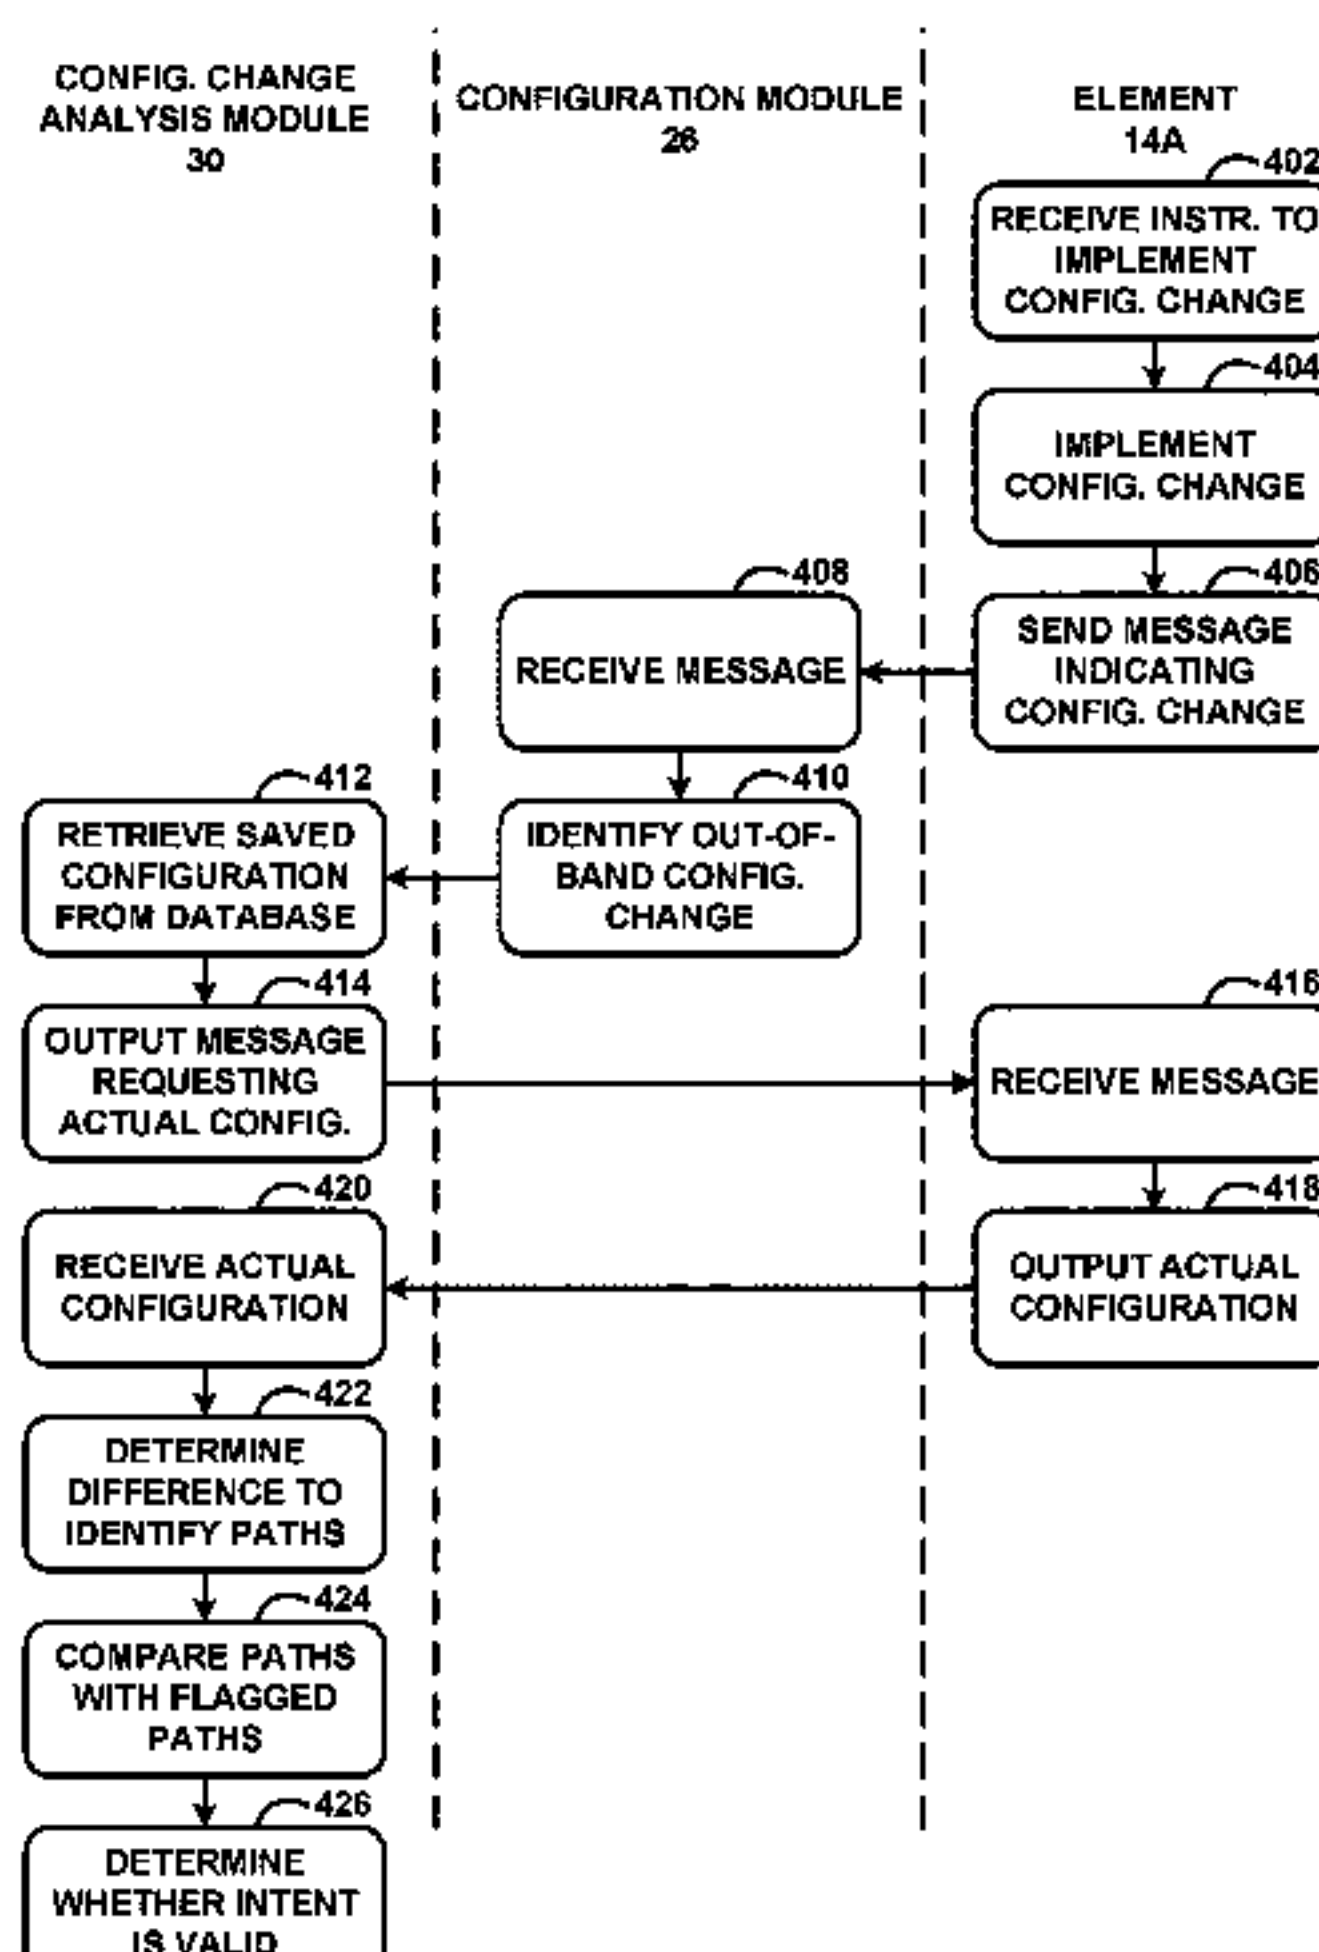 CONFIG. CHANGE
ANALYSIS MODULE
30
CONFIGURATION MODULE
26
ELEMENT
14A
402
RECEIVE INSTR. TO
IMPLEMENT
CONFIG. CHANGE
404
IMPLEMENT
CONFIG. CHANGE
406
SEND MESSAGE
INDICATING
CONFIG. CHANGE
408
RECEIVE MESSAGE
410
IDENTIFY OUT-OF-
BAND CONFIG.
CHANGE
412
RETRIEVE SAVED
CONFIGURATION
FROM DATABASE
414
OUTPUT MESSAGE
REQUESTING
ACTUAL CONFIG.
416
RECEIVE MESSAGE
418
OUTPUT ACTUAL
CONFIGURATION
420
RECEIVE ACTUAL
CONFIGURATION
422
DETERMINE
DIFFERENCE TO
IDENTIFY PATHS
424
COMPARE PATHS
WITH FLAGGED
PATHS
426
DETERMINE
WHETHER INTENT
IS VALID